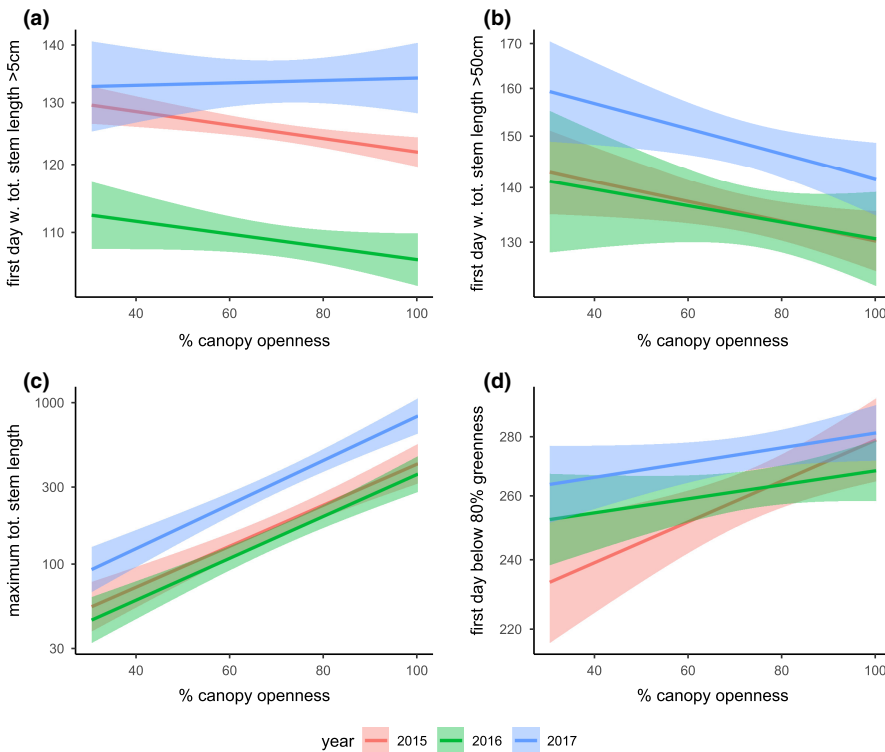 (a)
first day w. tot. stem length >5cm
140
130
120
110
40 60 80 100
% canopy openness
(b)
first day w. tot. stem length >50cm
170
160
150
140
130
40 60 80 100
% canopy openness
(c)
maximum tot. stem length
1000
300
100
30
40 60 80 100
% canopy openness
(d)
first day below 80% greenness
280
260
240
220
40 60 80 100
% canopy openness
year 2015 2016 2017